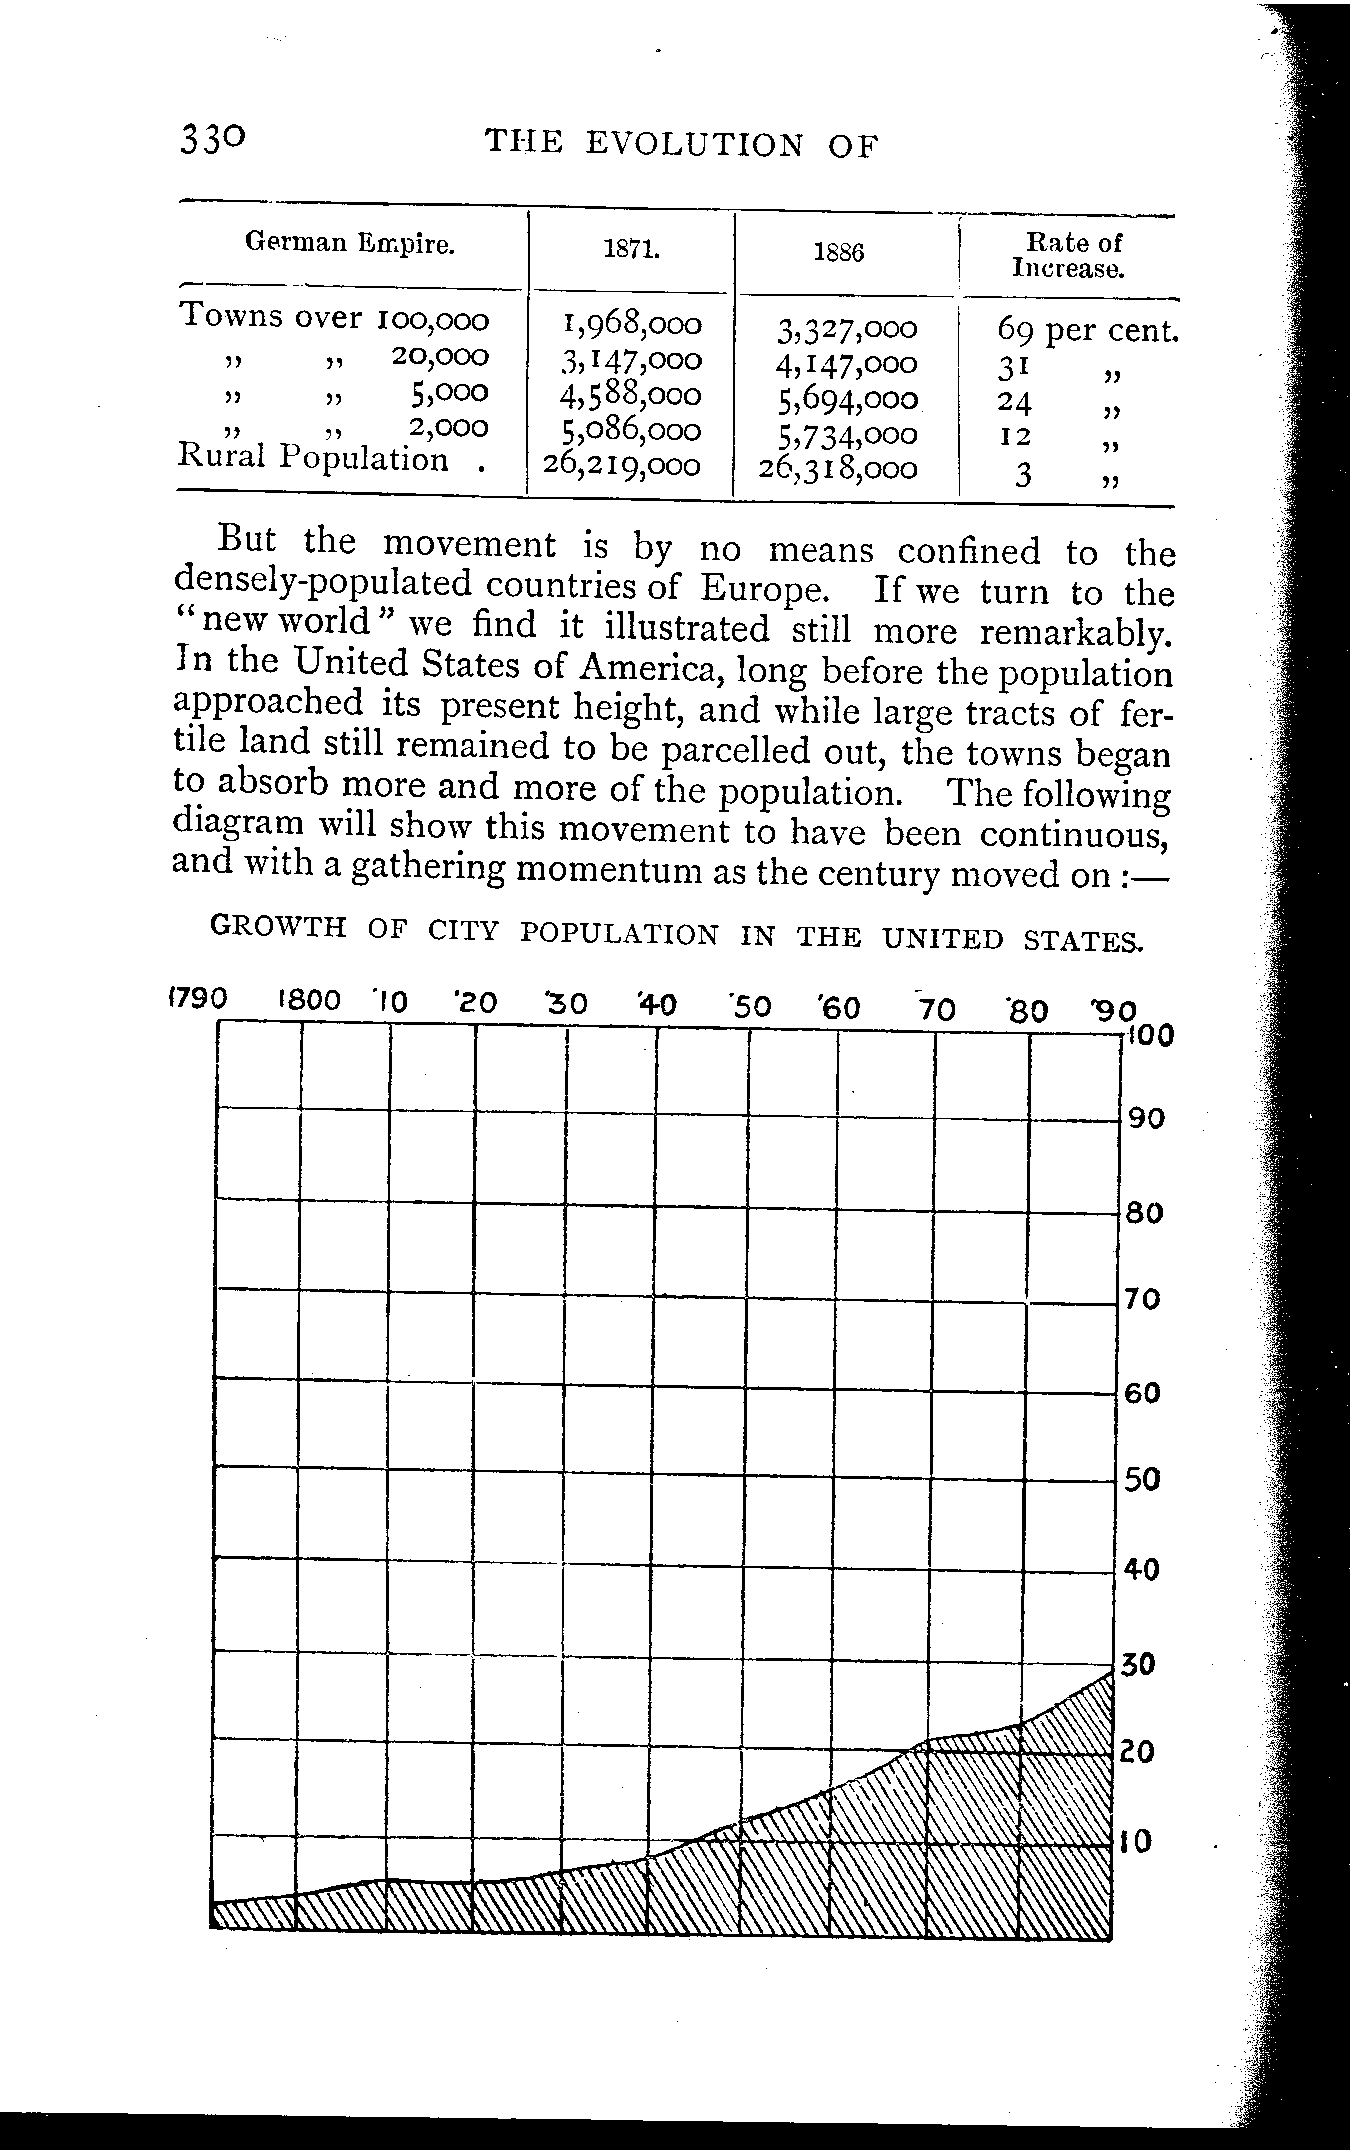 330 THE EVOLUTION OF
German Empire. 1871. 1886 Rate of Increase.
Towns over 100,000 1,968,000 3,327,000 69 per cent.
„ „ 20,000 3,147,000 4,147,000 31 „
„ „ 5,000 4,588,000 5,694,000 24 „
„ „ 2,000 5,086,000 5,734,000 12 „
Rural Population . 26,219,000 26,318,000 3 „
But the movement is by no means confined to the
densely-populated countries of Europe. If we turn to the
“new world” we find it illustrated still more remarkably.
In the United States of America, long before the population
approached its present height, and while large tracts of fer-
tile land still remained to be parcelled out, the towns began
to absorb more and more of the population. The following
diagram will show this movement to have been continuous,
and with a gathering momentum as the century moved on :—
GROWTH OF CITY POPULATION IN THE UNITED STATES.
1790 1800 '10 '20 '30 '40 '50 '60 70 '80 '90
100
90
80
70
60
50
40
30
20
10